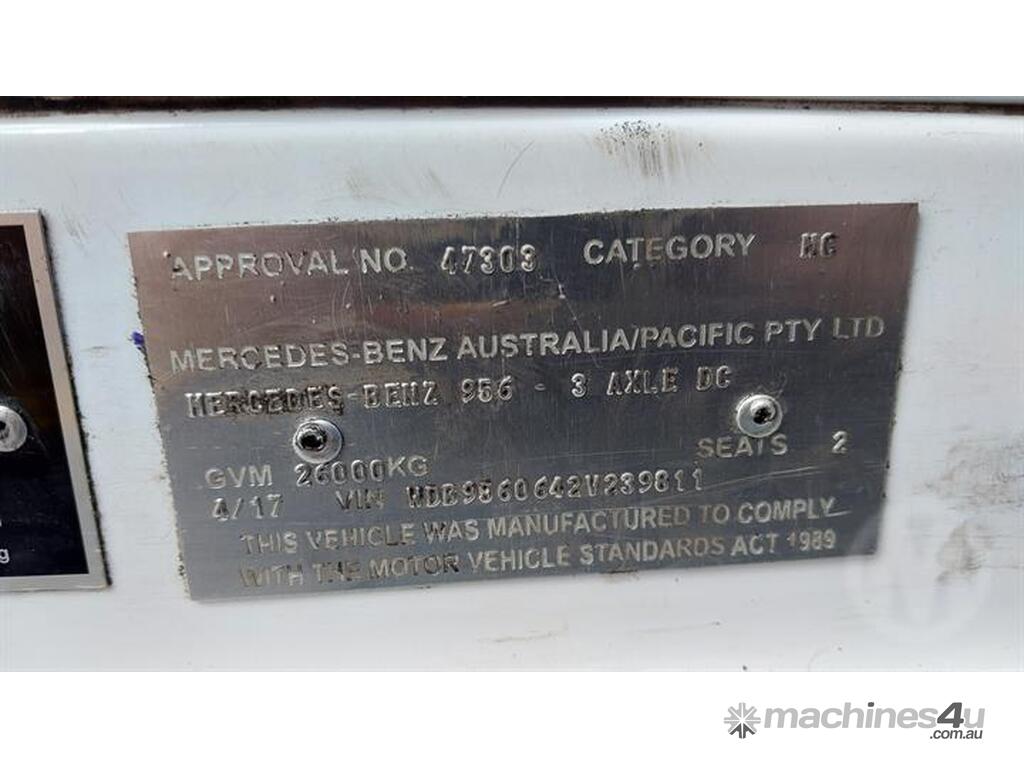 APPROVAL NO. 47303 CATEGORY NC
MERCEDES-BENZ AUSTRALIA/PACIFIC PTY LTD
MERCEDES-BENZ 956 - 3 AXLE DC
GVM 26000KG SEATS 2
4/17 VIN WDB9560642V239811
THIS VEHICLE WAS MANUFACTURED TO COMPLY
WITH THE MOTOR VEHICLE STANDARDS ACT 1989
g
machines4u
.com.au